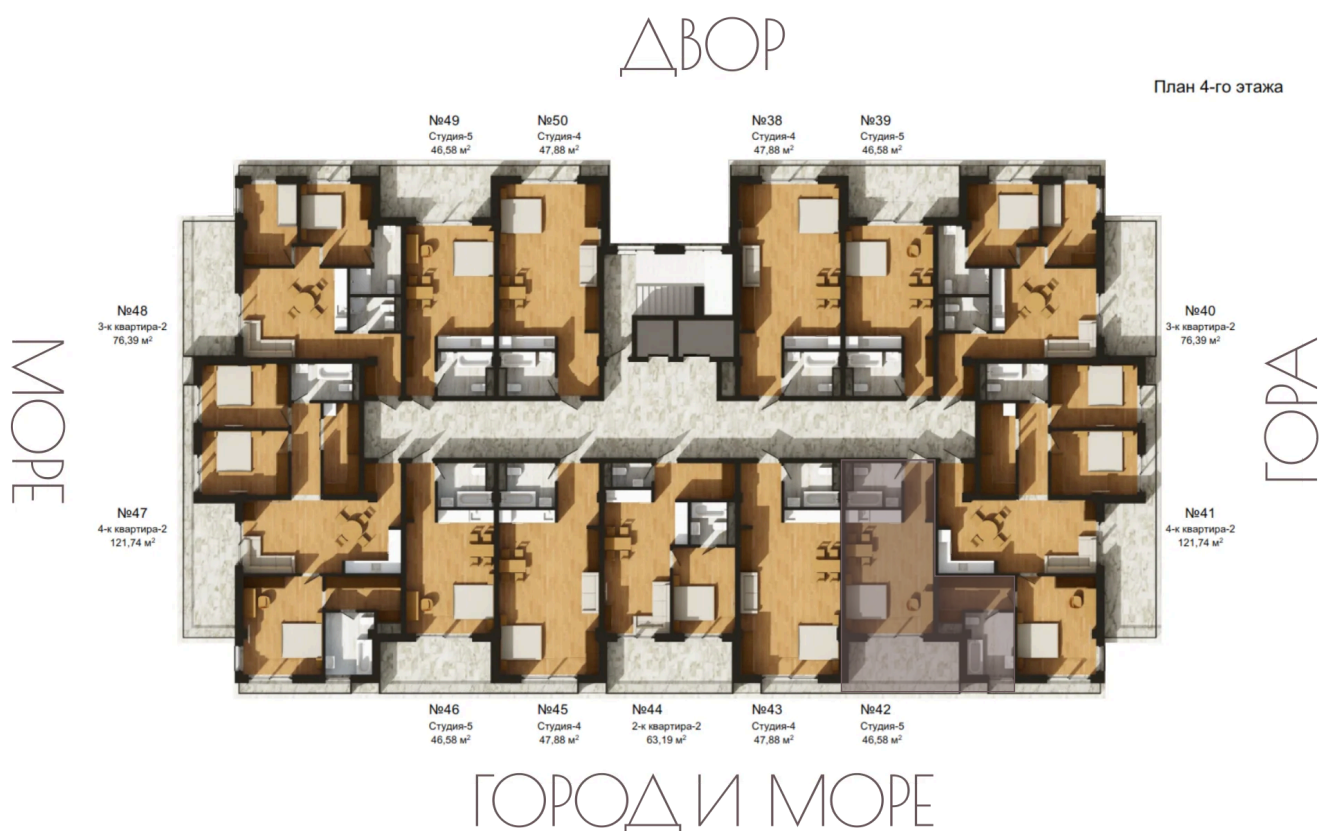 ДВОР
План 4-го этажа
№49
Студия-5
46,58 м²
№50
Студия-4
47,88 м²
№38
Студия-4
47,88 м²
№39
Студия-5
46,58 м²
№48
3-к квартира-2
76,39 м²
№40
3-к квартира-2
76,39 м²
МОРЕ
ГОРА
№47
4-к квартира-2
121,74 м²
№41
4-к квартира-2
121,74 м²
№46
Студия-5
46,58 м²
№45
Студия-4
47,88 м²
№44
2-к квартира-2
63,19 м²
№43
Студия-4
47,88 м²
№42
Студия-5
46,58 м²
ГОРОД И МОРЕ